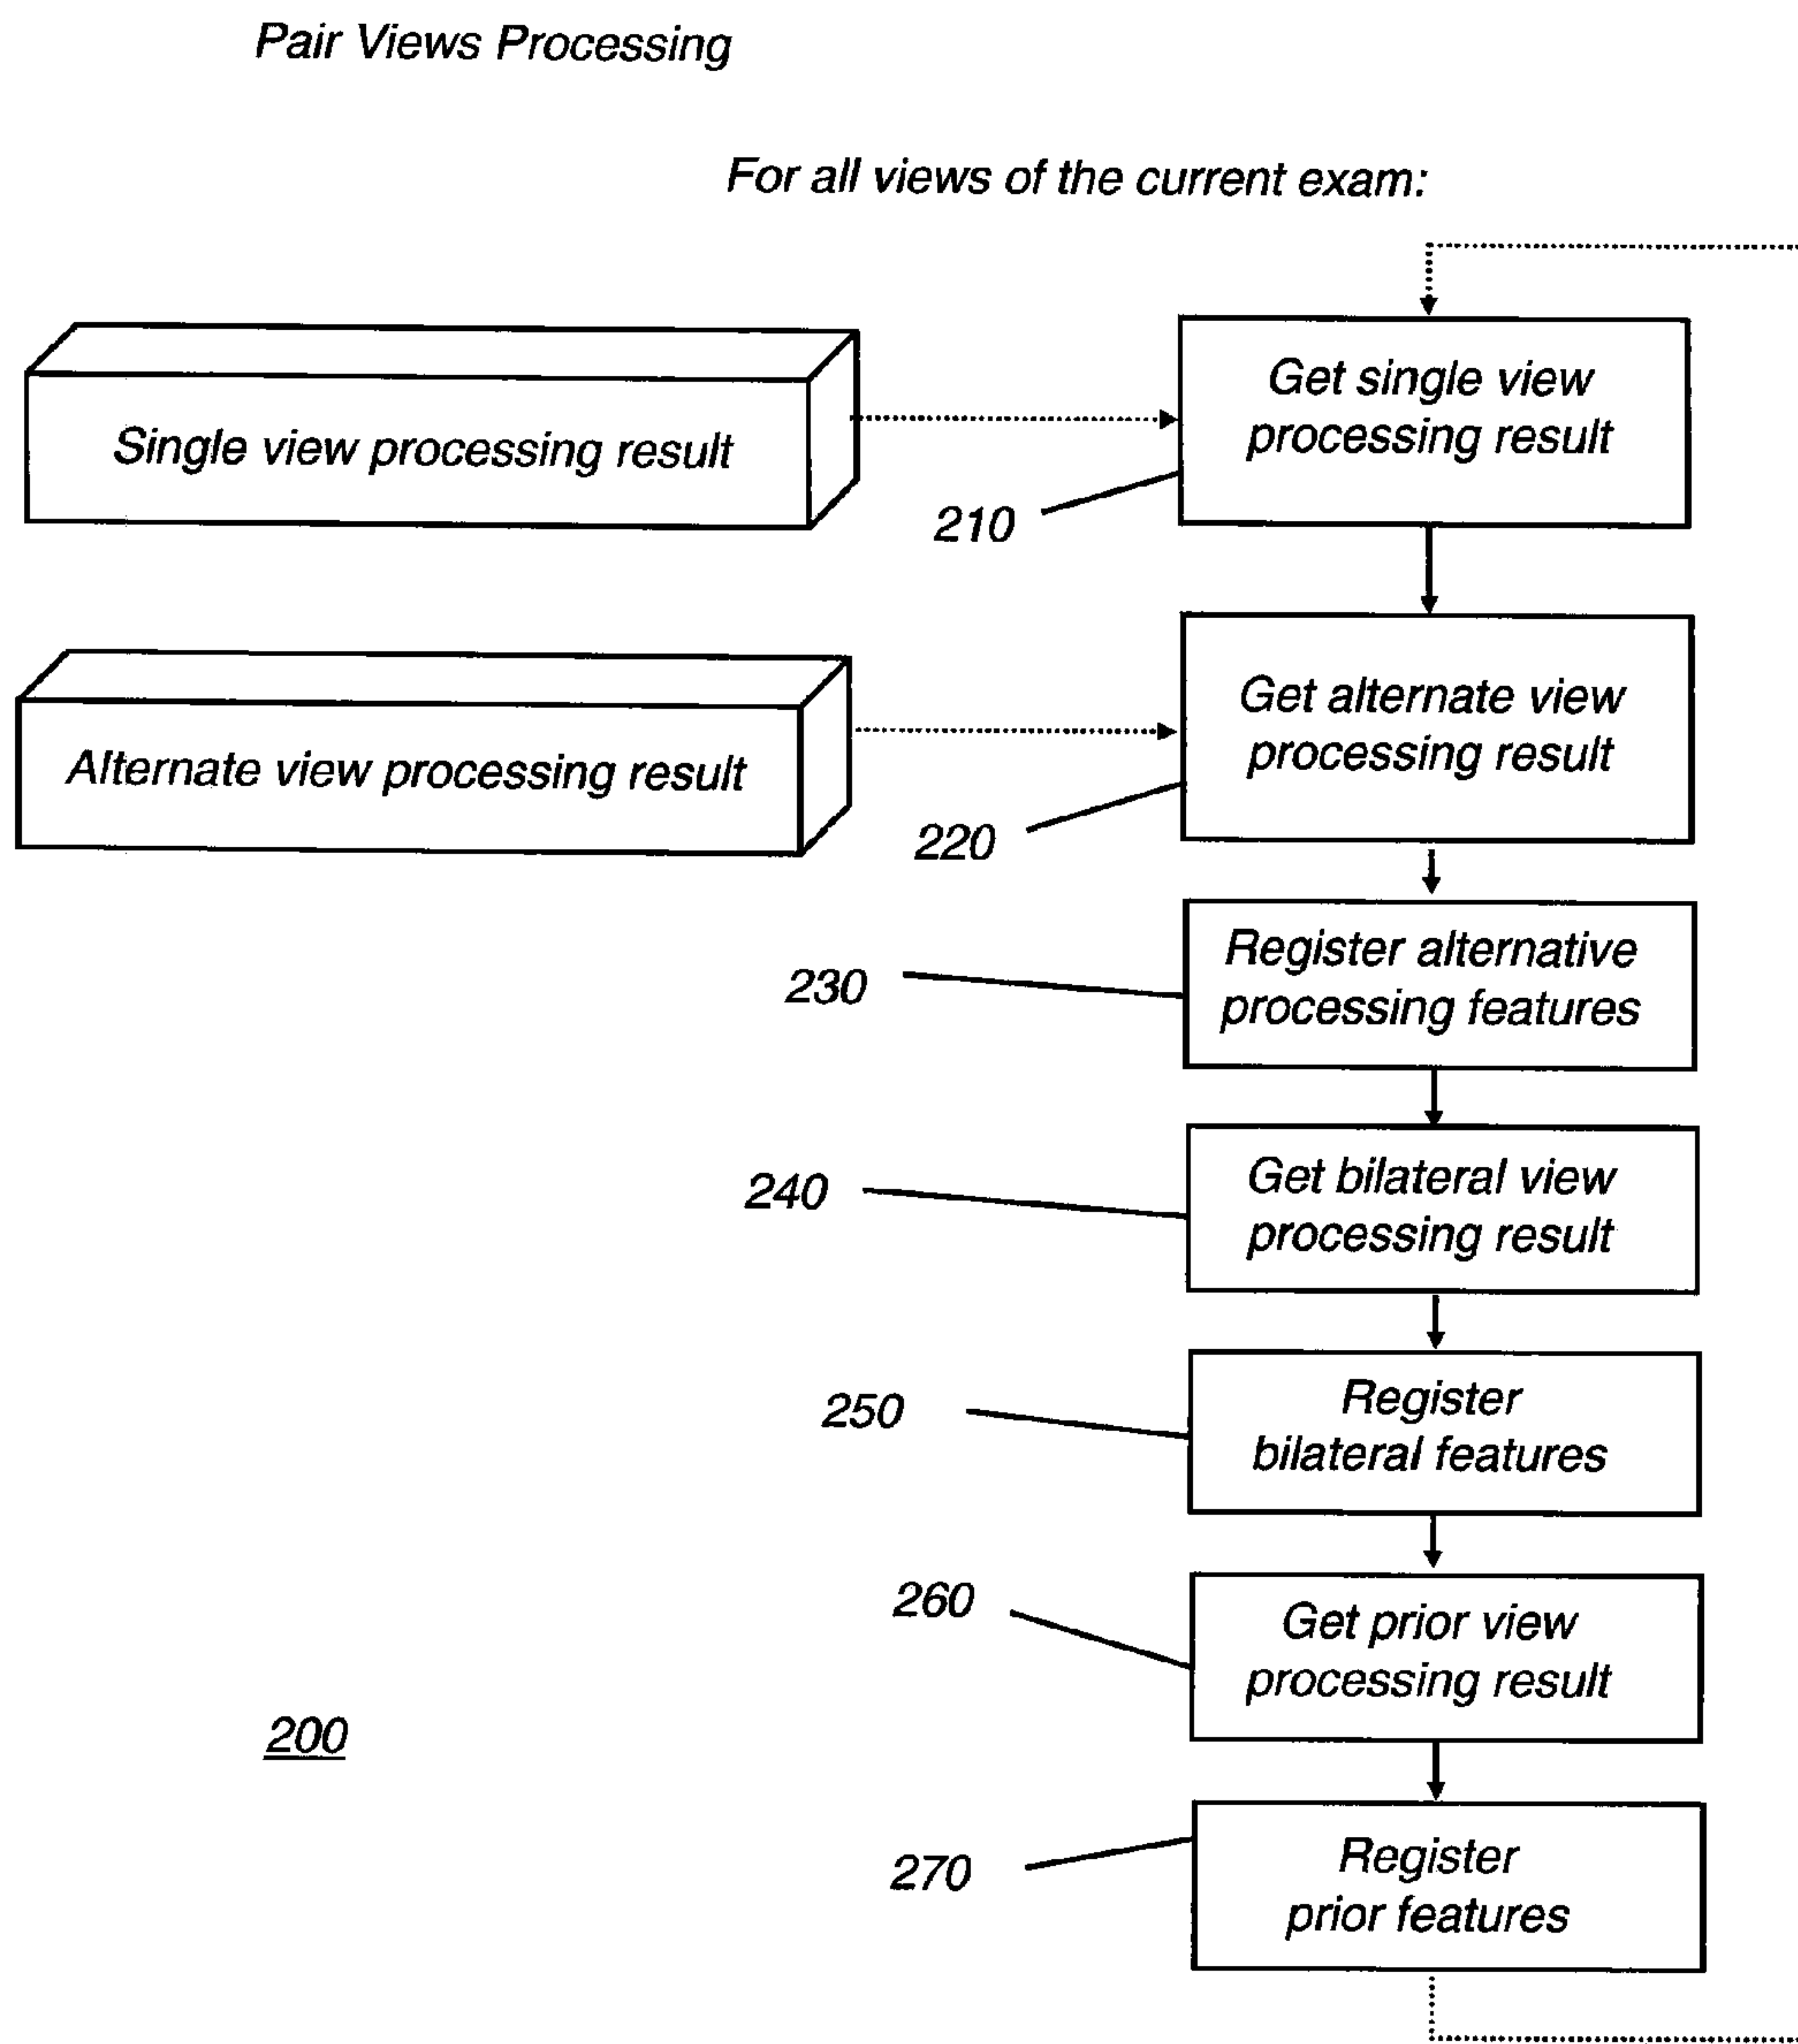 Pair Views Processing
For all views of the current exam:
Single view processing result
Get single view
processing result
210
Alternate view processing result
Get alternate view
processing result
220
Register alternative
processing features
230
Get bilateral view
processing result
240
Register
bilateral features
250
Get prior view
processing result
260
200
Register
prior features
270